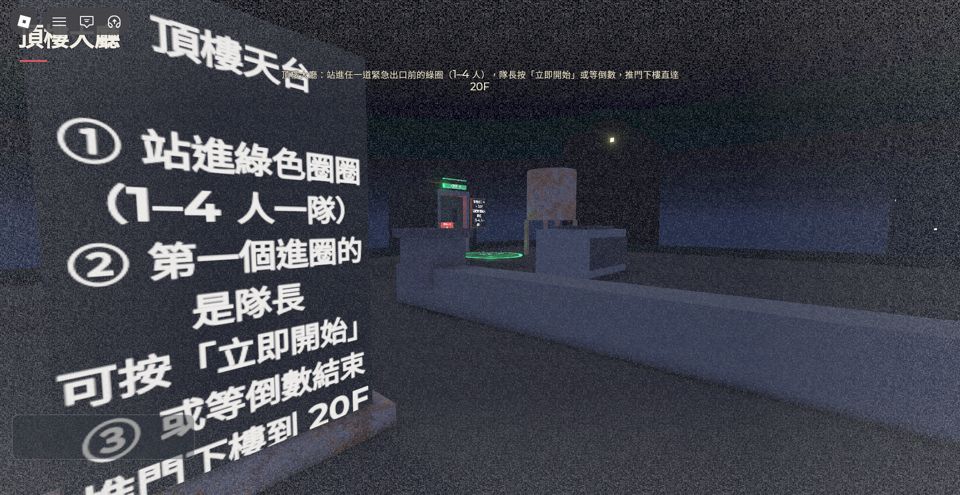 頂樓大廳
頂樓大廳：站進任一道緊急出口前的綠圈（1–4 人），隊長按「立即開始」或等倒數，推門下樓直達
20F
頂樓天台
① 站進綠色圈圈
（1–4 人一隊）
② 第一個進圈的
是隊長
可按「立即開始」
或等倒數結束
③
推門下樓到 20F